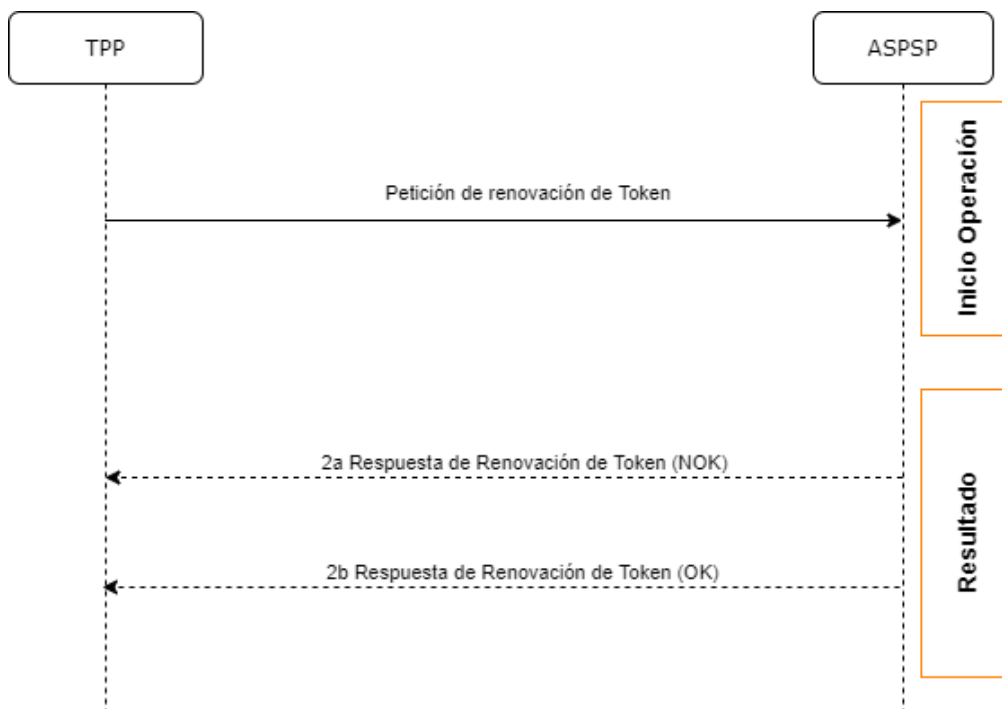 TPP
ASPSP
Inicio Operación
Petición de renovación de Token
2a Respuesta de Renovación de Token (NOK)
Resultado
2b Respuesta de Renovación de Token (OK)